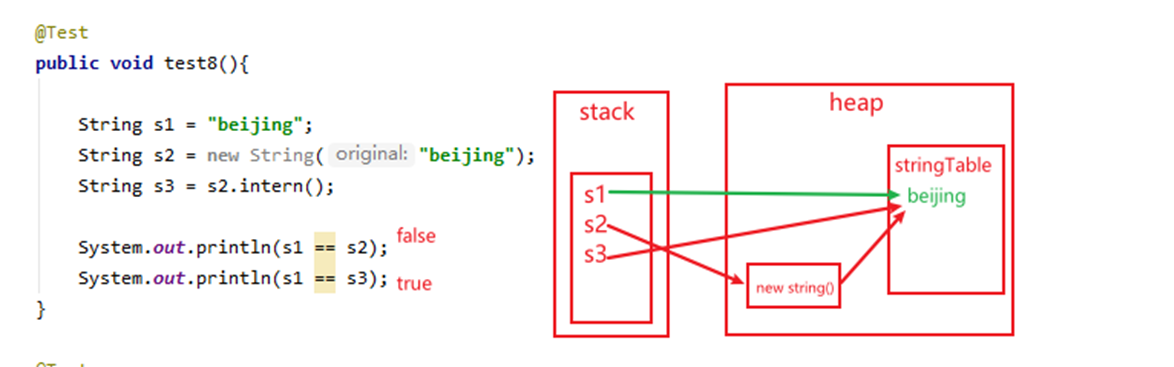 @Test
public void test8(){
String s1 = "beijing";
String s2 = new String( original: "beijing");
String s3 = s2.intern();
System.out.println(s1 == s2); false
System.out.println(s1 == s3); true
}
stack
s1
s2
s3
heap
stringTable
beijing
new string()